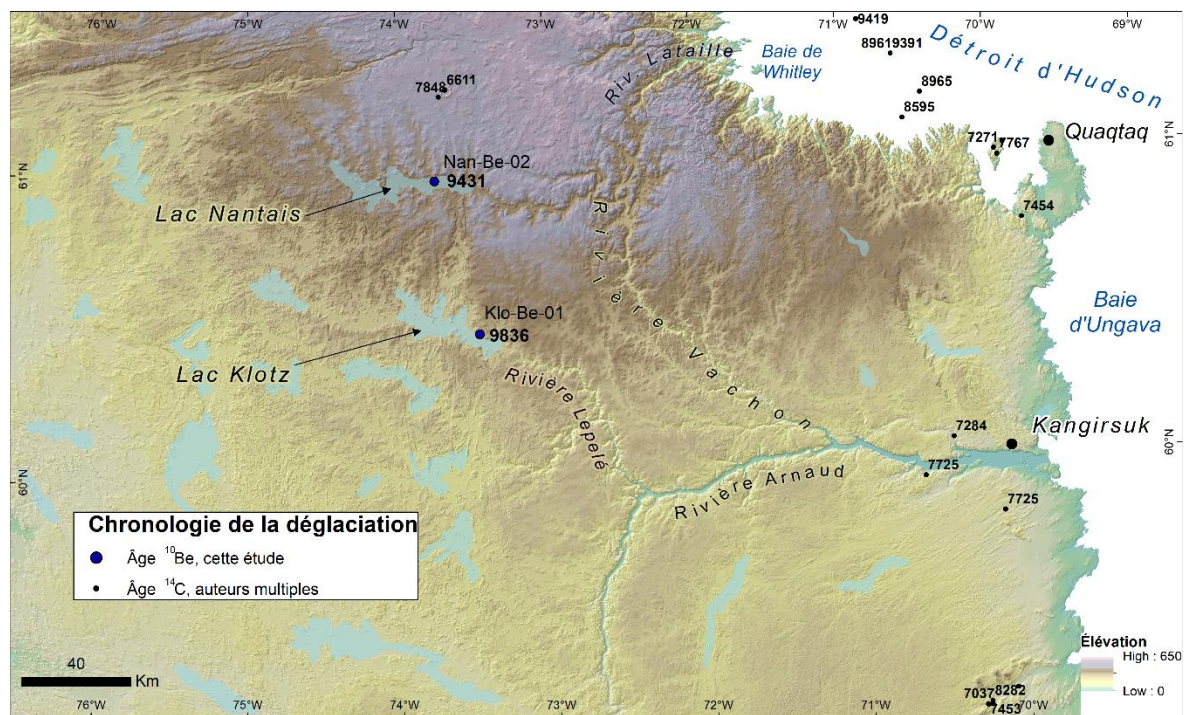 76°W
75°W
74°W
73°W
72°W
71°W
70°W
69°W
9419
Détroit d'Hudson
Baie de
Whitley
89619391
Riv. Lataille
7848 6611
8965
8595
61°N
7271 7767
Quaqtaq
61°N
Nan-Be-02
9431
Lac Nantais
7454
Rivière Vachon
Baie
d'Ungava
Klo-Be-01
9836
Lac Klotz
Rivière Lepelé
7284
Kangirsuk
60°N
7725
60°N
Rivière Arnaud
7725
Chronologie de la déglaciation
Âge 10Be, cette étude
Âge 14C, auteurs multiples
Élévation
High : 650
Low : 0
40
Km
7037 8282
7453
76°W
75°W
74°W
73°W
72°W
71°W
70°W